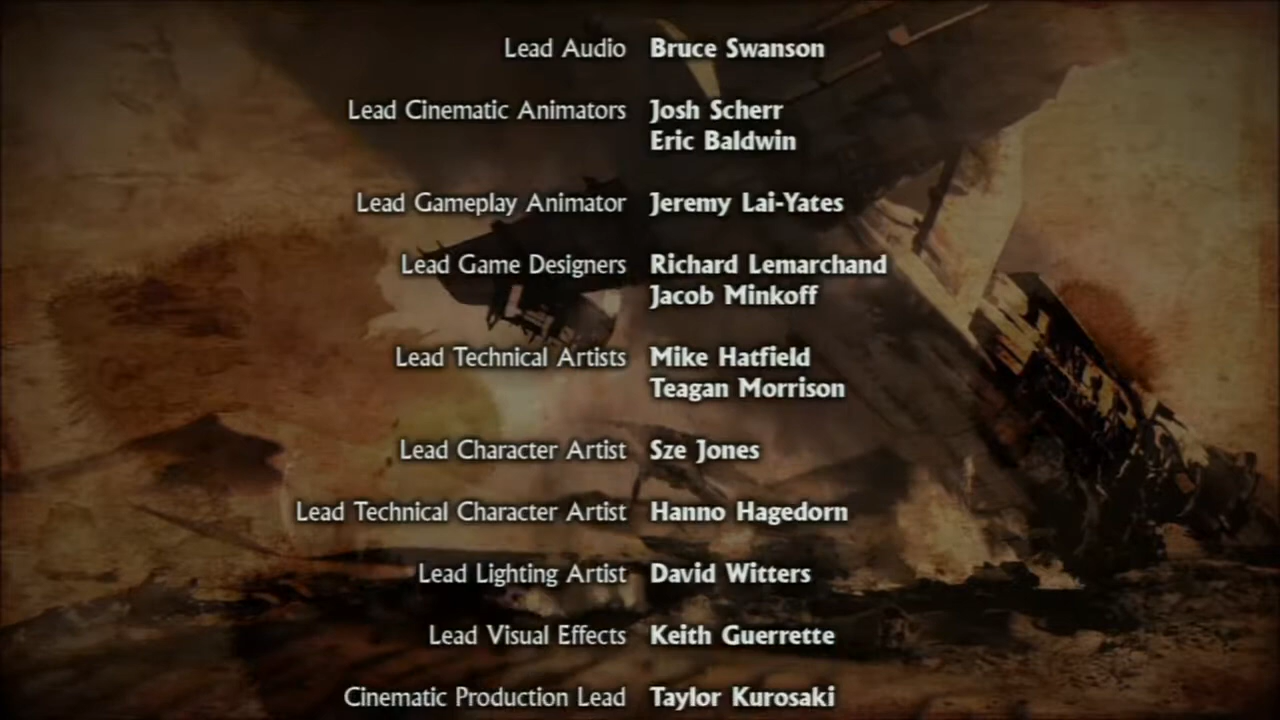 Lead Audio Bruce Swanson
Lead Cinematic Animators Josh Scherr
Eric Baldwin
Lead Gameplay Animator Jeremy Lai-Yates
Lead Game Designers Richard Lemarchand
Jacob Minkoff
Lead Technical Artists Mike Hatfield
Teagan Morrison
Lead Character Artist Sze Jones
Lead Technical Character Artist Hanno Hagedorn
Lead Lighting Artist David Witters
Lead Visual Effects Keith Guerrette
Cinematic Production Lead Taylor Kurosaki